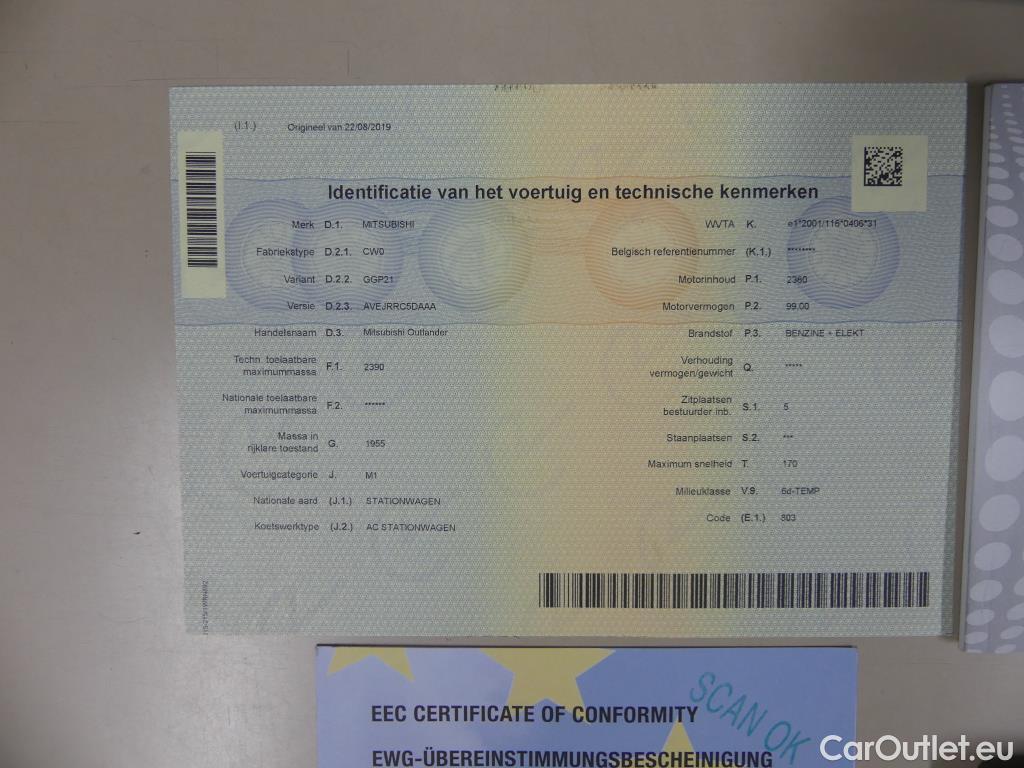 (I.1.) Origineel van 22/08/2019
Identificatie van het voertuig en technische kenmerken
Merk D.1. MITSUBISHI
Fabriekstype D.2.1. CW0
Variant D.2.2. GGP21
Versie D.2.3. AVEJRRC5DAAA
Handelsnaam D.3. Mitsubishi Outlander
Techn. toelaatbare
maximummassa F.1. 2390
Nationale toelaatbare
maximummassa F.2. ******
Massa in
rijklare toestand G. 1955
Voertuigcategorie J. M1
Nationale aard (J.1.) STATIONWAGEN
Koetswerktype (J.2.) AC STATIONWAGEN
WVTA K. e1*2001/116*0406*31
Belgisch referentienummer (K.1.) ********
Motorinhoud P.1. 2360
Motorvermogen P.2. 99.00
Brandstof P.3. BENZINE + ELEKT
Verhouding
vermogen/gewicht Q. *****
Zitplaatsen
bestuurder inb. S.1. 5
Staanplaatsen S.2. ***
Maximum snelheid T. 170
Milieuklasse V.9. 6d-TEMP
Code (E.1.) 803
EEC CERTIFICATE OF CONFORMITY
EWG-ÜBEREINSTIMMUNGSBESCHEINIGUNG
SCAN OK
CarOutlet.eu